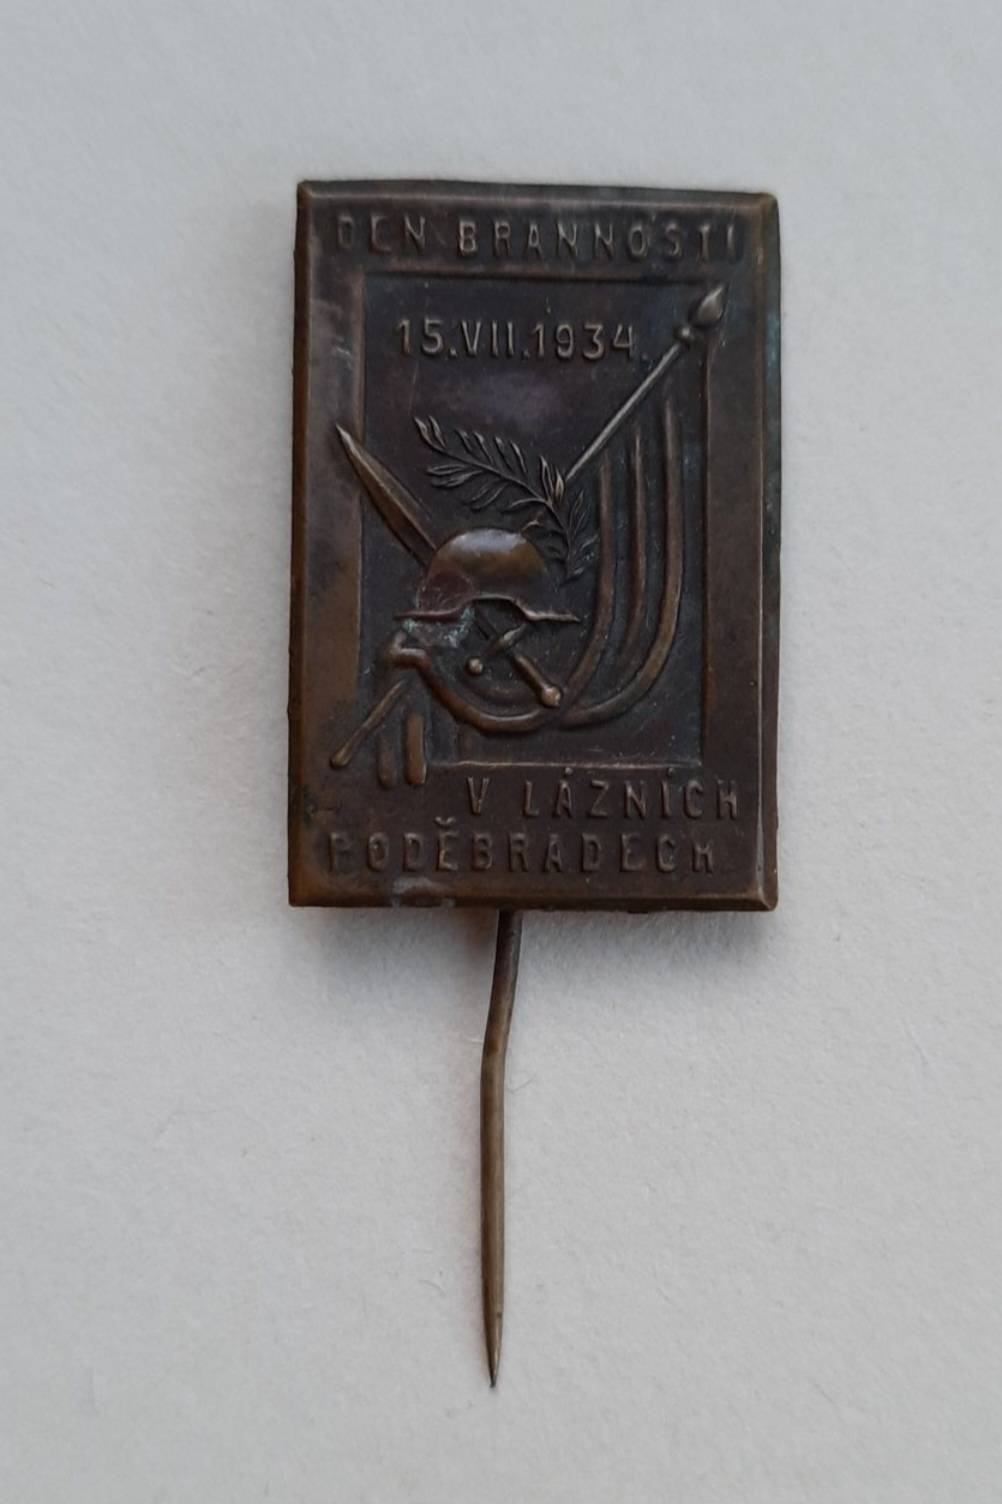 DEN BRANNOSTI
15.VII.1934.
V LÁZNÍCH
PODĚBRADECH